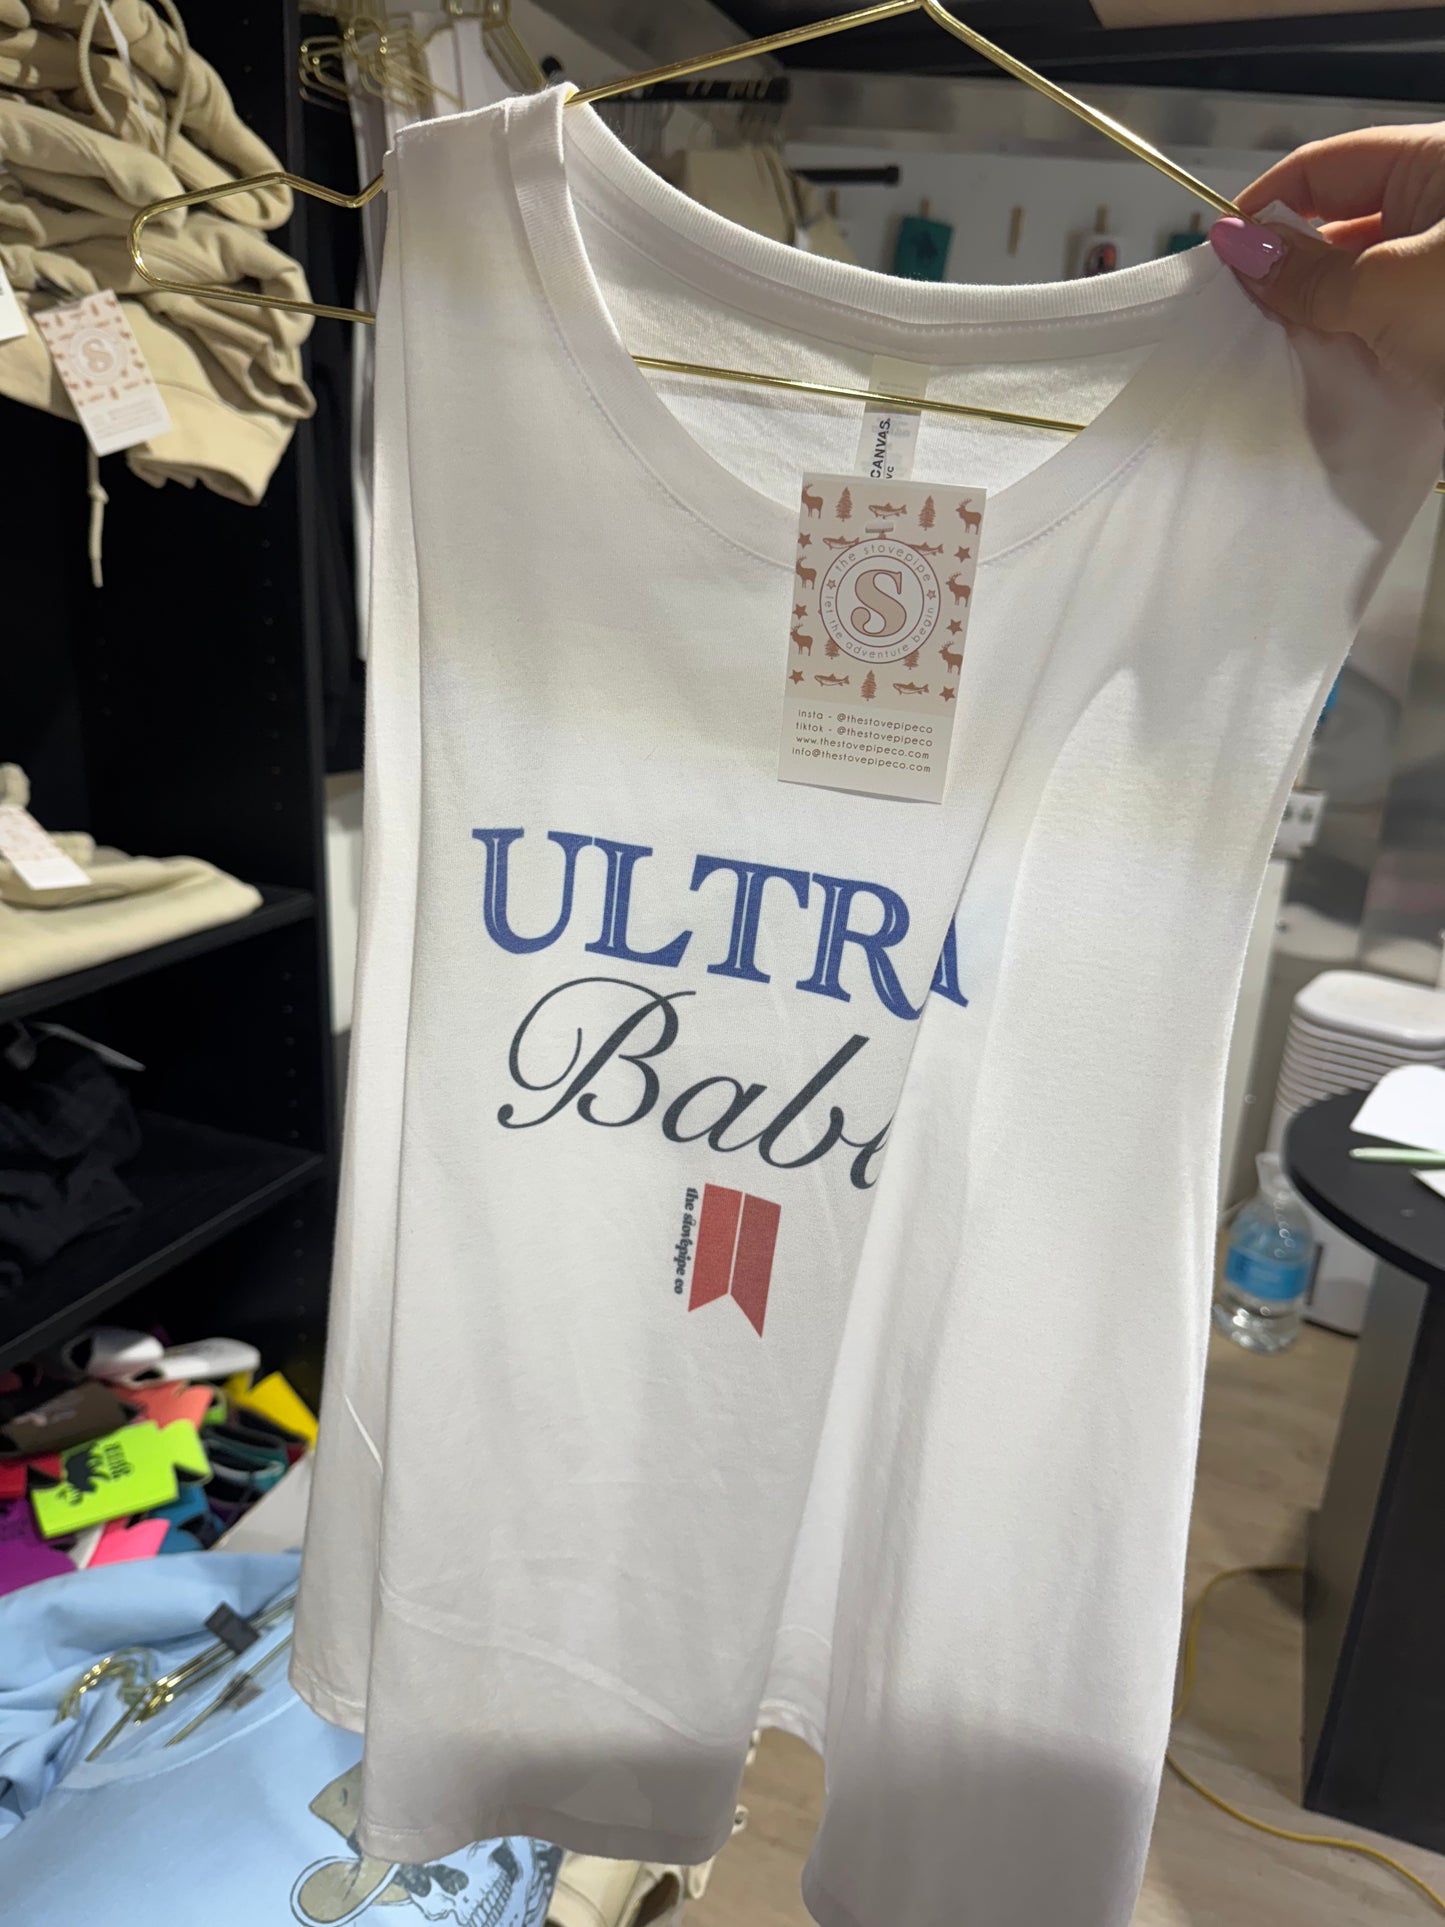 CANVAS.
the stovepipe
S
let the adventure begin
insta - @thestovepipeco
tiktok - @thestovepipeco
www.thestovepipeco.com
info@thestovepipeco.com
ULTRA
Babe
the stovepipe co
S